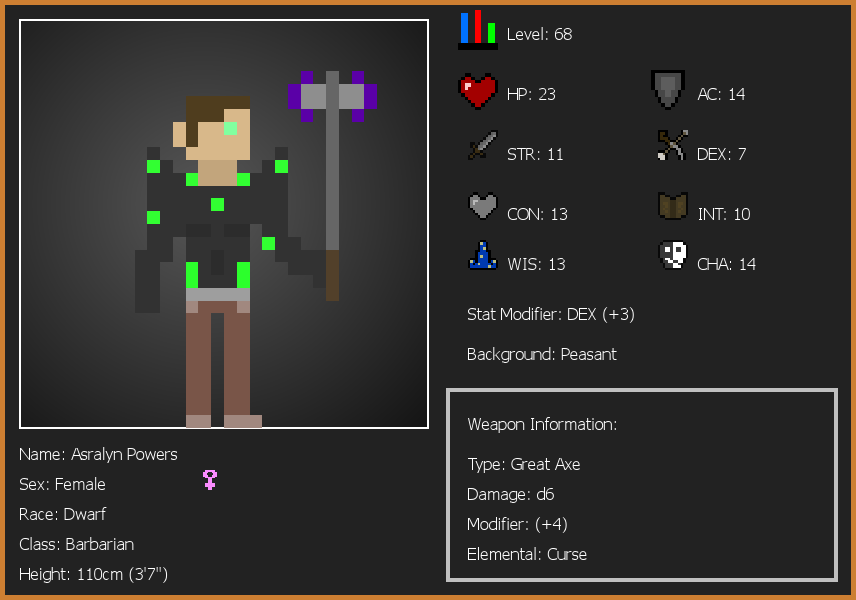 Level: 68
HP: 23
AC: 14
STR: 11
DEX: 7
CON: 13
INT: 10
WIS: 13
CHA: 14
Stat Modifier: DEX (+3)
Background: Peasant
Weapon Information:
Type: Great Axe
Damage: d6
Modifier: (+4)
Elemental: Curse
Name: Asralyn Powers
Sex: Female
Race: Dwarf
Class: Barbarian
Height: 110cm (3'7")